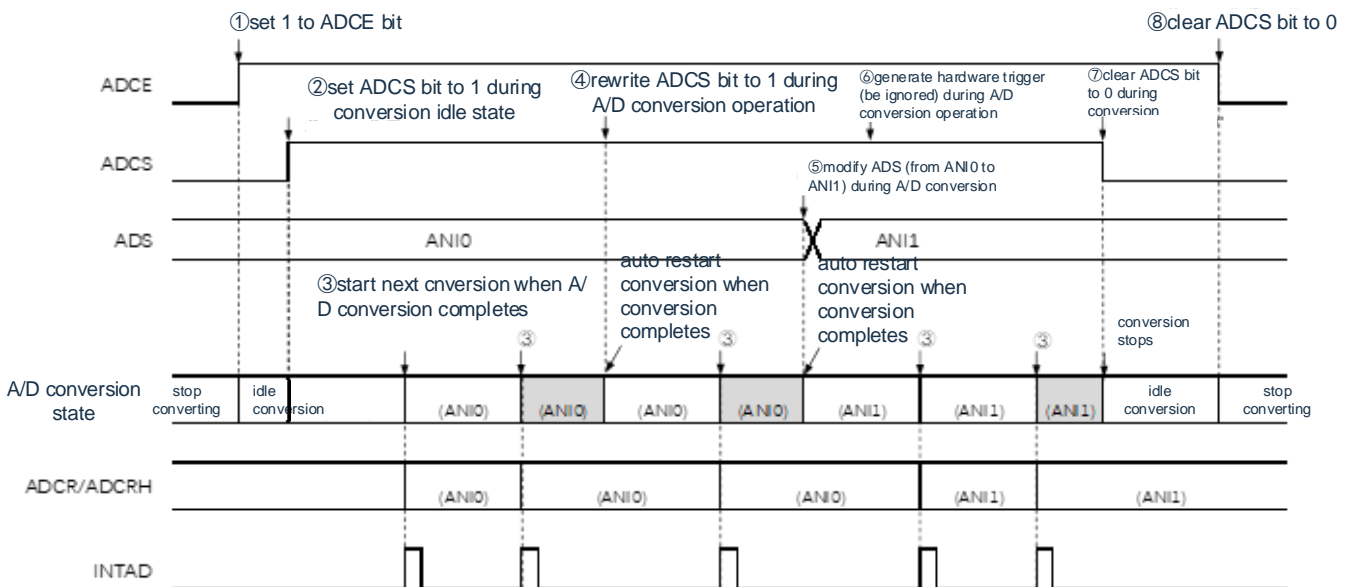 ①set 1 to ADCE bit
⑧clear ADCS bit to 0
ADCE
②set ADCS bit to 1 during
conversion idle state
④rewrite ADCS bit to 1 during
A/D conversion operation
⑥generate hardware trigger
(be ignored) during A/D
conversion operation
⑦clear ADCS bit
to 0 during
conversion
ADCS
⑤modify ADS (from ANI0 to
ANI1) during A/D conversion
ADS
ANI0
ANI1
③start next cnversion when A/
D conversion completes
auto restart
conversion when
conversion
completes
auto restart
conversion when
conversion
completes
③
③
③
③
conversion
stops
A/D conversion
state
stop
converting
idle
conversion
(ANI0)
(ANI0)
(ANI0)
(ANI0)
(ANI1)
(ANI1)
(ANI1)
idle
conversion
stop
converting
ADCR/ADCRH
(ANI0)
(ANI0)
(ANI0)
(ANI1)
(ANI1)
INTAD